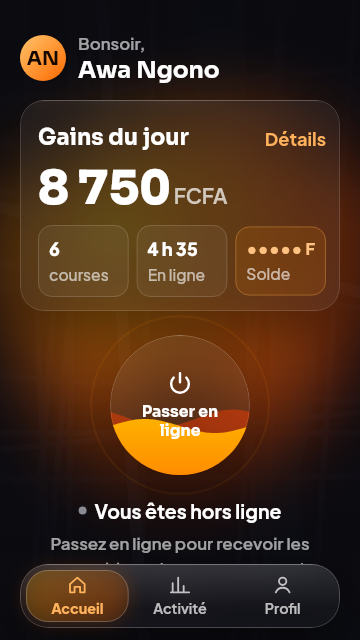 AN
Bonsoir,
Awa Ngono
Gains du jour
Détails
8 750 FCFA
6
courses
4 h 35
En ligne
●●●●● F
Solde
Passer en
ligne
Vous êtes hors ligne
Passez en ligne pour recevoir les
Accueil
Activité
Profil